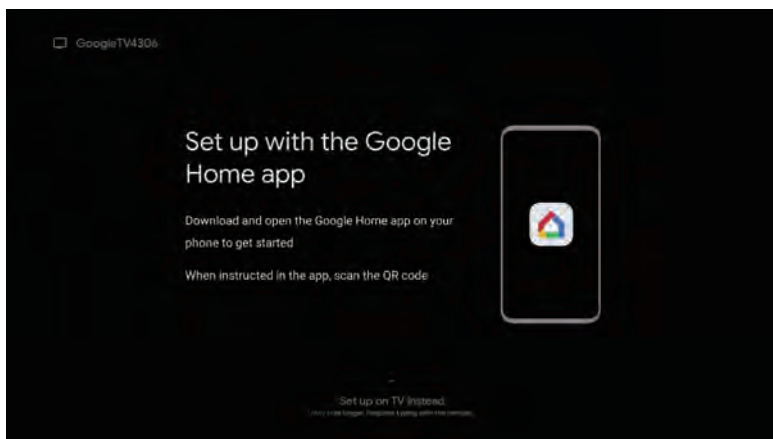 GoogleTV4306
Set up with the Google
Home app
Download and open the Google Home app on your
phone to get started
When instructed in the app, scan the QR code
Set up on TV instead